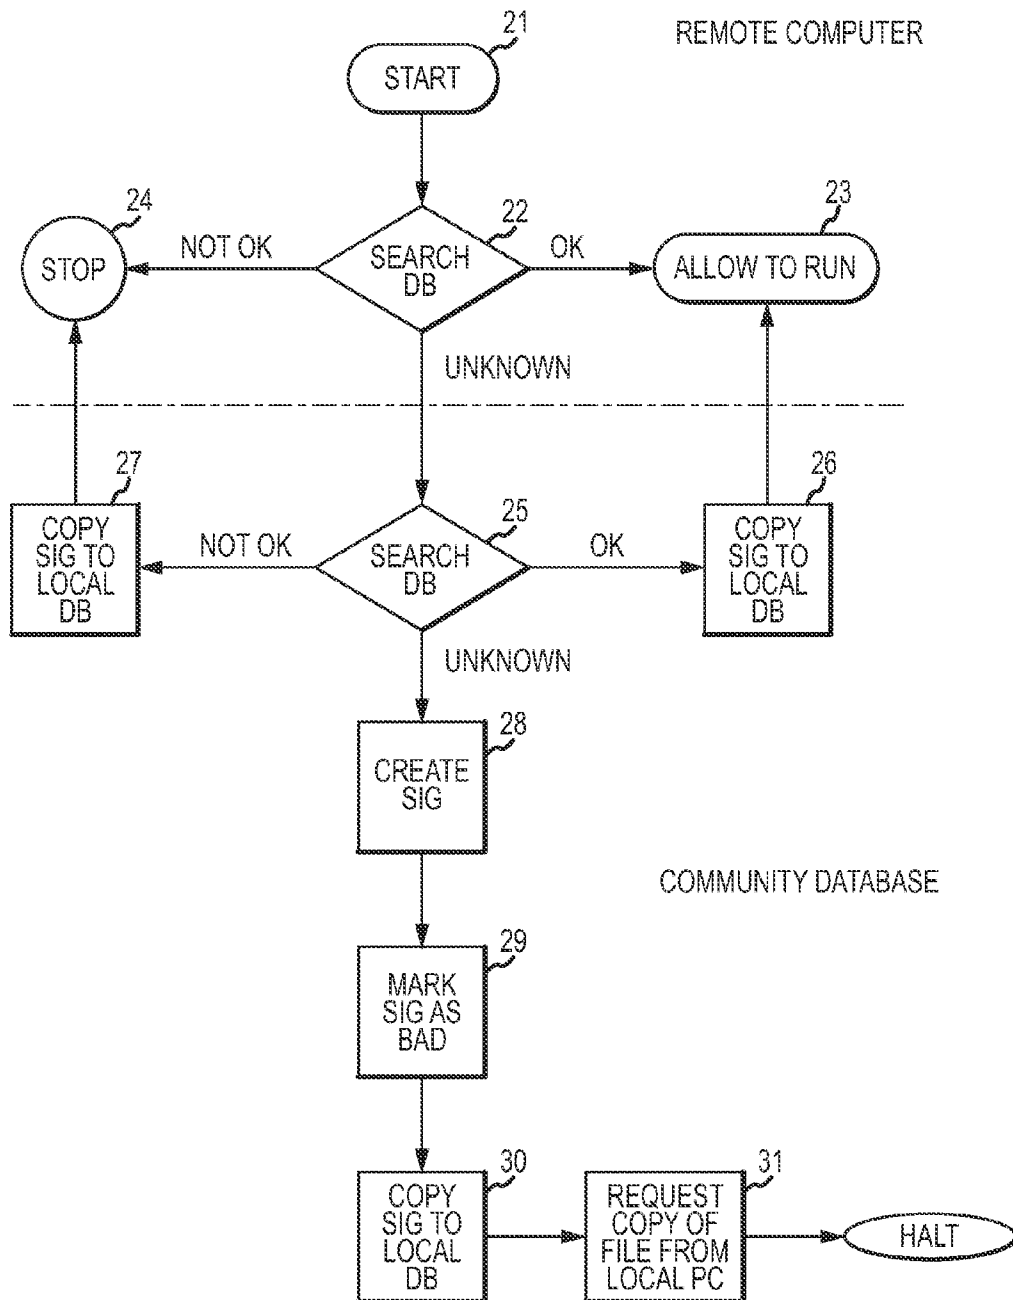 21
REMOTE COMPUTER
START
24
22
23
NOT OK
OK
STOP
SEARCH
DB
ALLOW TO RUN
UNKNOWN
27
25
26
COPY
SIG TO
LOCAL
DB
NOT OK
SEARCH
DB
OK
COPY
SIG TO
LOCAL
DB
UNKNOWN
28
CREATE
SIG
COMMUNITY DATABASE
29
MARK
SIG AS
BAD
30
31
COPY
SIG TO
LOCAL
DB
REQUEST
COPY OF
FILE FROM
LOCAL PC
HALT